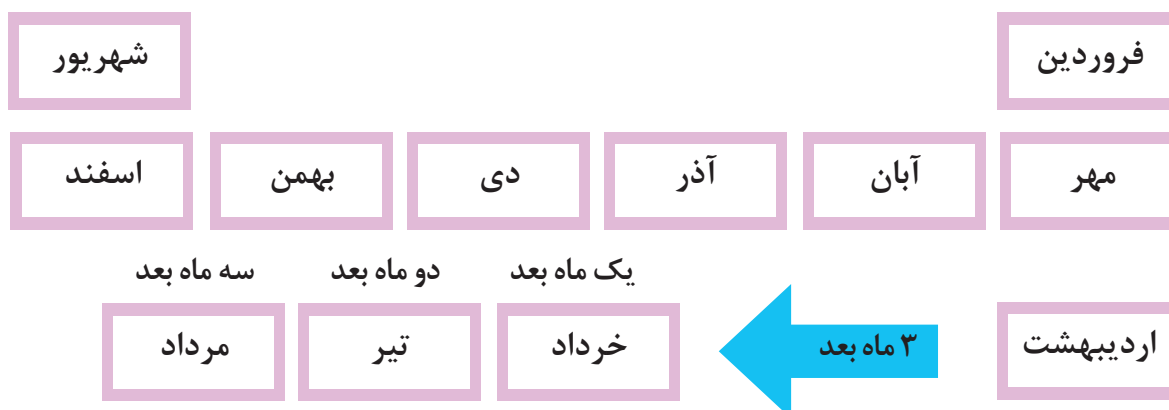 فروردین شهریور
مهر آبان آذر دی بهمن اسفند
یک ماه بعد دو ماه بعد سه ماه بعد
اردیبهشت ۳ ماه بعد خرداد تیر مرداد